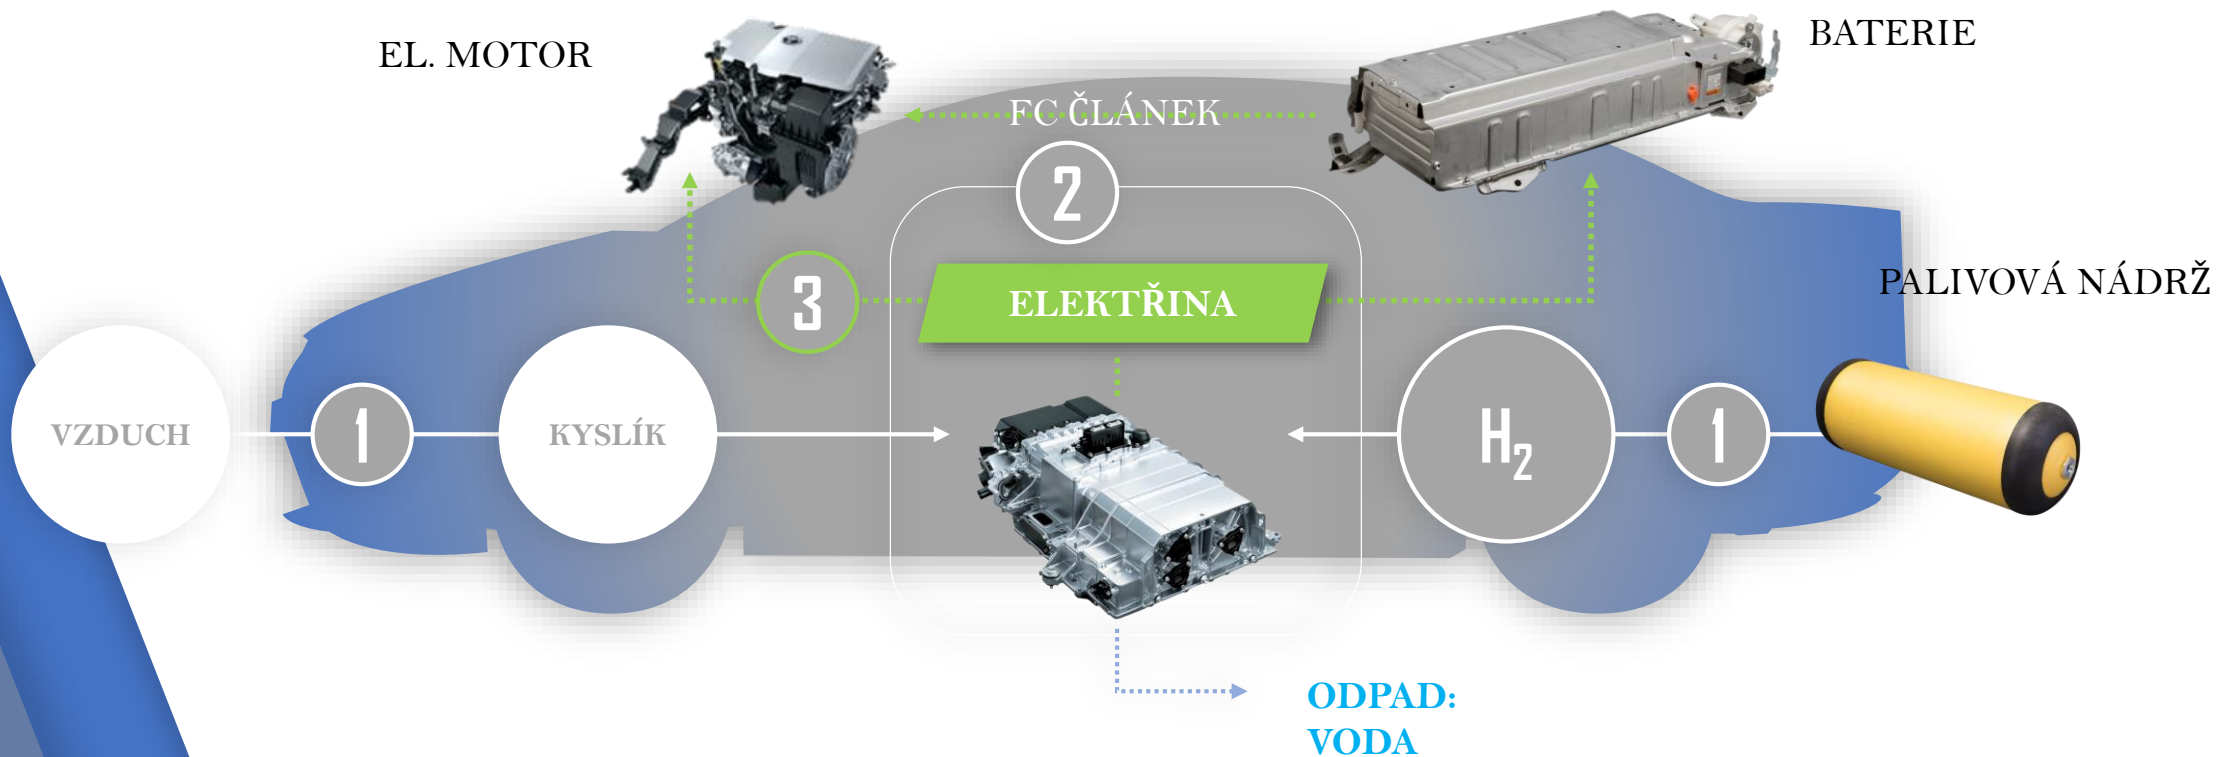 EL. MOTOR
BATERIE
FC ČLÁNEK
2
3
ELEKTŘINA
PALIVOVÁ NÁDRŽ
VZDUCH
1
KYSLÍK
H₂
1
ODPAD:
VODA